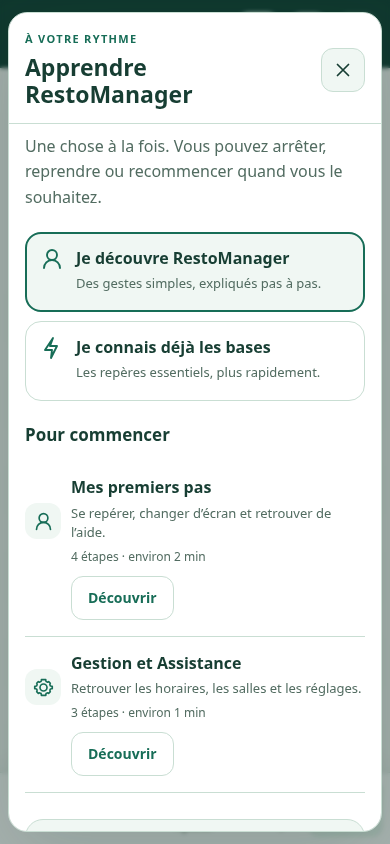 À VOTRE RYTHME
Apprendre
RestoManager
Une chose à la fois. Vous pouvez arrêter,
reprendre ou recommencer quand vous le
souhaitez.
Je découvre RestoManager
Des gestes simples, expliqués pas à pas.
Je connais déjà les bases
Les repères essentiels, plus rapidement.
Pour commencer
Mes premiers pas
Se repérer, changer d’écran et retrouver de
l’aide.
4 étapes · environ 2 min
Découvrir
Gestion et Assistance
Retrouver les horaires, les salles et les réglages.
3 étapes · environ 1 min
Découvrir